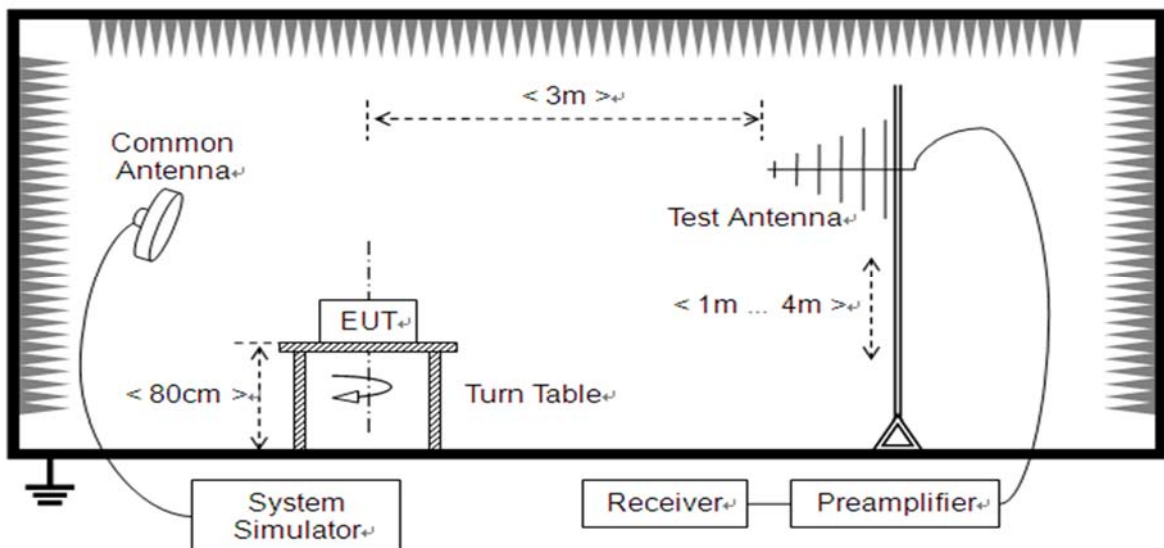 < 3m >↵
Common
Antenna↵
Test Antenna↵
< 1m ... 4m >↵
EUT↵
< 80cm >↵
Turn Table↵
System
Simulator↵
Receiver↵
Preamplifier↵